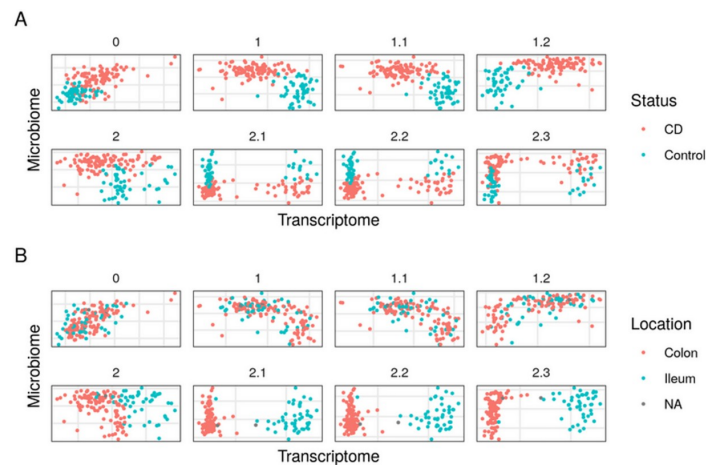 A
0 1 1.1 1.2
Microbiome
2 2.1 2.2 2.3
Transcriptome
Status
CD
Control
B
0 1 1.1 1.2
Microbiome
2 2.1 2.2 2.3
Transcriptome
Location
Colon
Ileum
NA